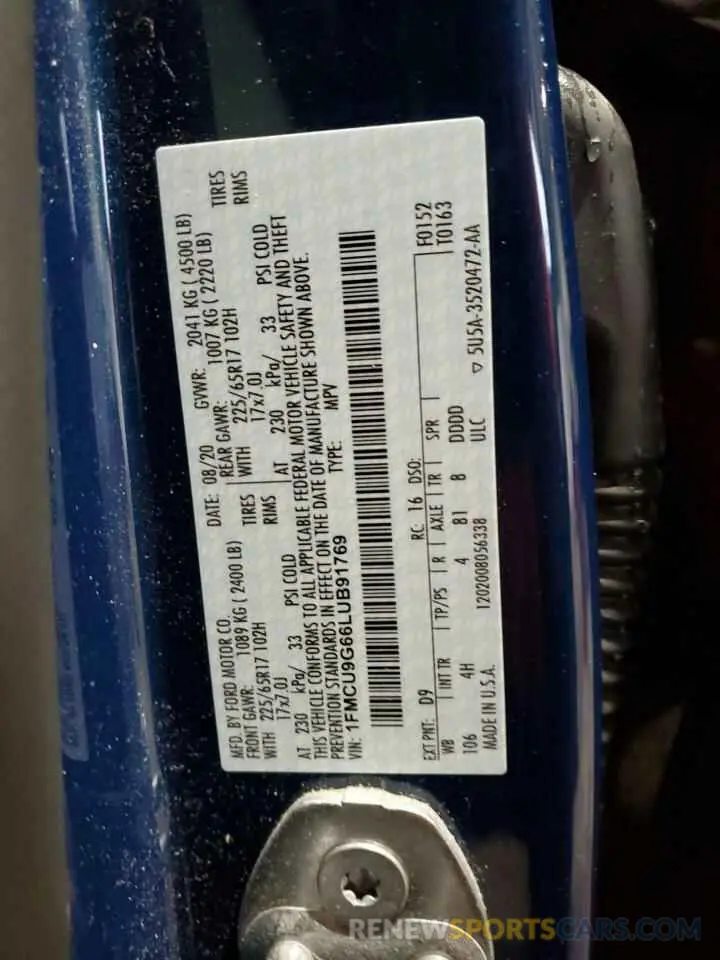 MFD. BY FORD MOTOR CO.
DATE: 08/20 GVWR: 2041 KG ( 4500 LB)
FRONT GAWR: 1089 KG ( 2400 LB) REAR GAWR: 1007 KG ( 2220 LB)
WITH 225/65R17 102H TIRES WITH 225/65R17 102H TIRES
17x7.0J RIMS 17x7.0J RIMS
AT 230 kPa/ 33 PSI COLD AT 230 kPa/ 33 PSI COLD
THIS VEHICLE CONFORMS TO ALL APPLICABLE FEDERAL MOTOR VEHICLE SAFETY AND THEFT
PREVENTION STANDARDS IN EFFECT ON THE DATE OF MANUFACTURE SHOWN ABOVE.
VIN: 1FMCU9G66LUB91769 TYPE: MPV
EXT PNT: D9 RC: 16 DSO: F0152
WB INT TR TP/PS R AXLE TR SPR T0163
106 4H 4 B1 8 DDDD
MADE IN U.S.A. 1202008056338 ULC ▽ 5U5A-3520472-AA
RENEWSPORTSCARS.COM